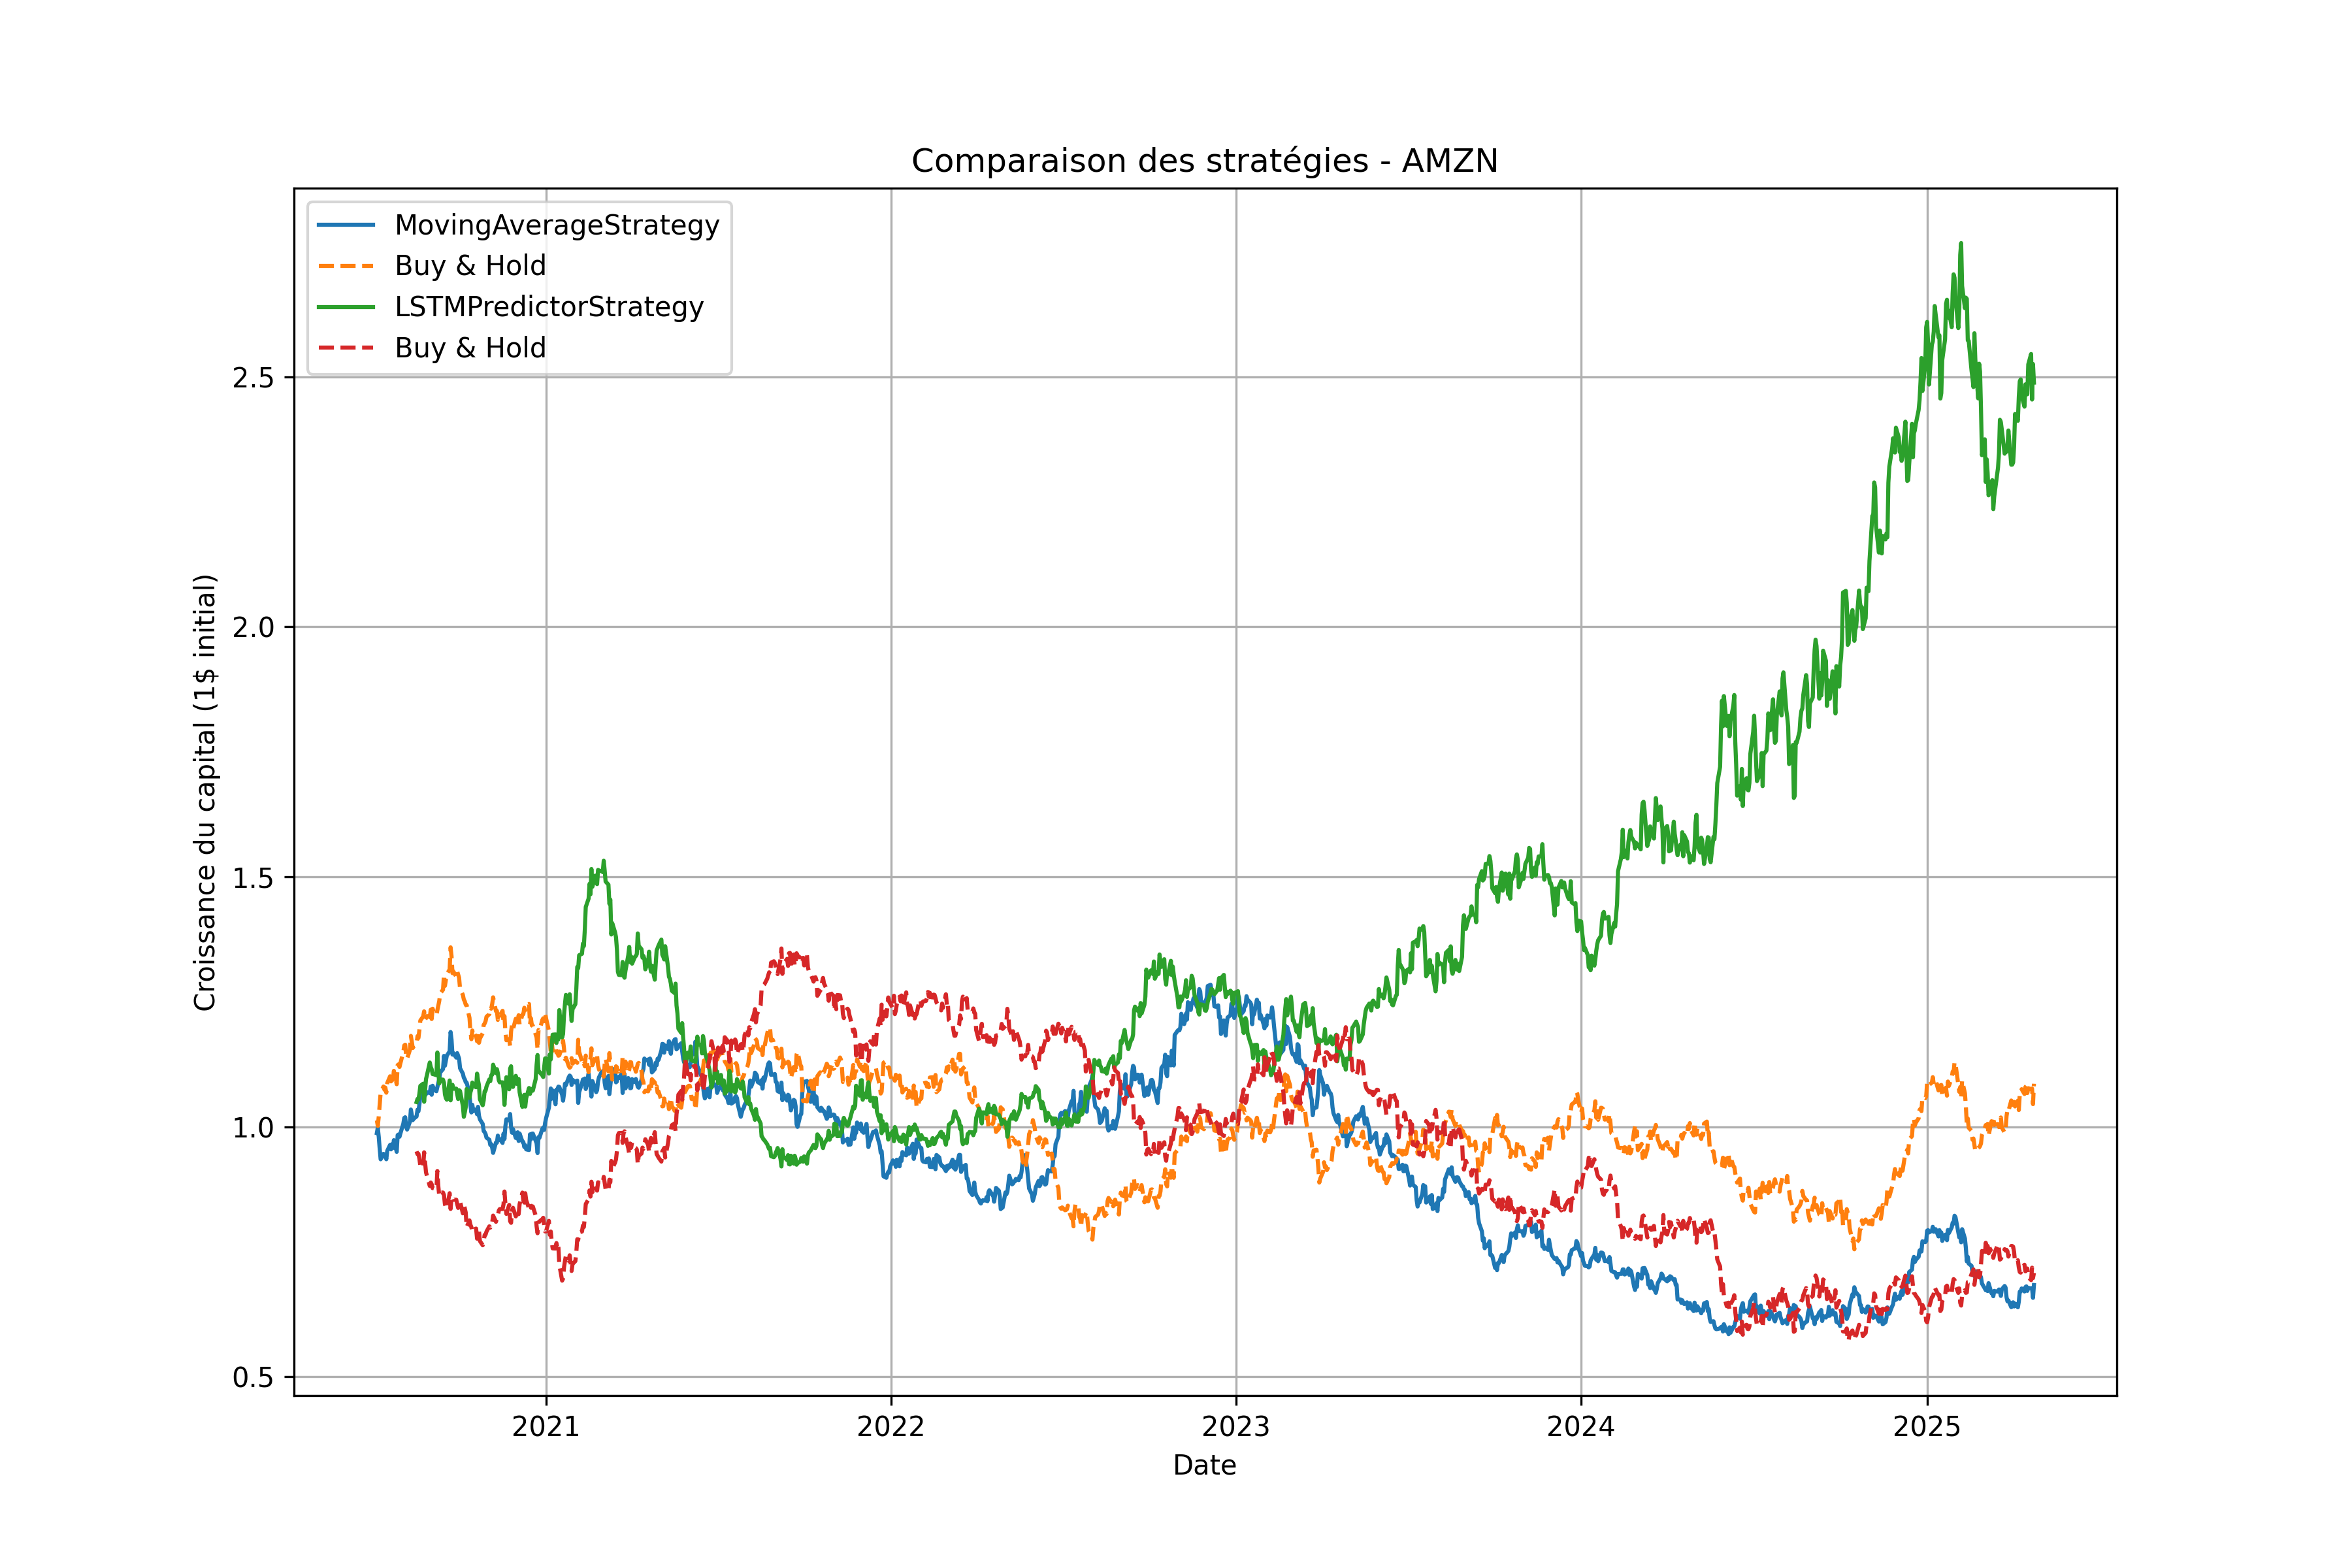 Comparaison des stratégies - AMZN
MovingAverageStrategy
Buy & Hold
LSTMPredictorStrategy
Buy & Hold
Croissance du capital (1$ initial)
2.5
2.0
1.5
1.0
0.5
2021
2022
2023
2024
2025
Date